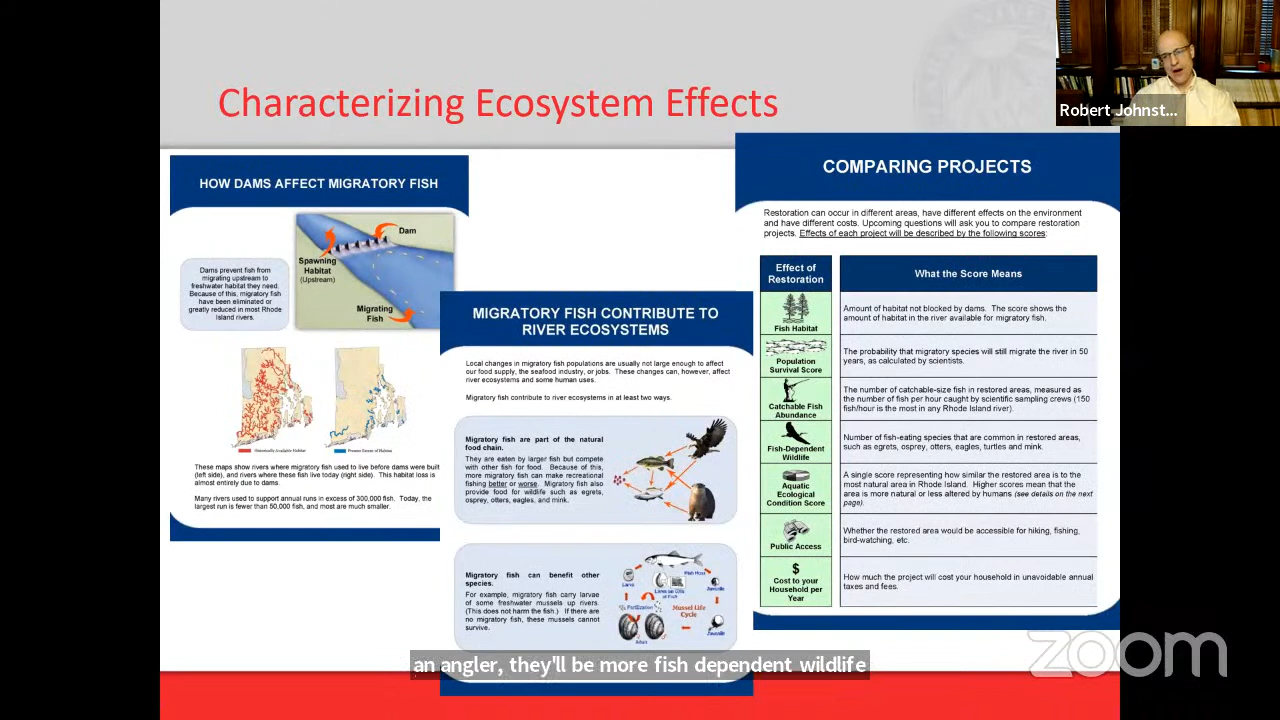 Characterizing Ecosystem Effects
Robert Johnst...
HOW DAMS AFFECT MIGRATORY FISH
Dam
Spawning
Habitat
(Upstream)
Migrating
Fish
Dams prevent fish from
migrating upstream to
freshwater habitat they need.
Because of this, migratory fish
have been eliminated or
greatly reduced in most Rhode
Island rivers.
Historically Available Habitat
Present Extent of Habitat
These maps show rivers where migratory fish used to live before dams were built
(left side), and rivers where these fish live today (right side). This habitat loss is
almost entirely due to dams.
Many rivers used to support annual runs in excess of 300,000 fish. Today, the
largest run is fewer than 50,000 fish, and most are much smaller.
MIGRATORY FISH CONTRIBUTE TO
RIVER ECOSYSTEMS
Local changes in migratory fish populations are usually not large enough to affect
our food supply, the seafood industry, or jobs. These changes can, however, affect
river ecosystems and some human uses.
Migratory fish contribute to river ecosystems in at least two ways.
Migratory fish are part of the natural
food chain.
They are eaten by larger fish but compete
with other fish for food. Because of this,
more migratory fish can make recreational
fishing better or worse. Migratory fish also
provide food for wildlife such as egrets,
osprey, otters, eagles, and mink.
Migratory fish can benefit other
species.
For example, migratory fish carry larvae
of some freshwater mussels up rivers.
(This does not harm the fish.) If there are
no migratory fish, these mussels cannot
survive.
Fish Host
Larva
Juvenile
Fertilization
Mussel Life
Cycle
Adult
Juvenile
COMPARING PROJECTS
Restoration can occur in different areas, have different effects on the environment
and have different costs. Upcoming questions will ask you to compare restoration
projects. Effects of each project will be described by the following scores:
Effect of
Restoration
What the Score Means
Fish Habitat
Amount of habitat not blocked by dams. The score shows the
amount of habitat in the river available for migratory fish.
Population
Survival Score
The probability that migratory species will still migrate the river in 50
years, as calculated by scientists.
Catchable Fish
Abundance
The number of catchable-size fish in restored areas, measured as
the number of fish per hour caught by scientific sampling crews (150
fish/hour is the most in any Rhode Island river).
Fish-Dependent
Wildlife
Number of fish-eating species that are common in restored areas,
such as egrets, osprey, otters, eagles, turtles and mink.
Aquatic
Ecological
Condition Score
A single score representing how similar the restored area is to the
most natural area in Rhode Island. Higher scores mean that the
area is more natural or less altered by humans (see details on the next
page).
Public Access
Whether the restored area would be accessible for hiking, fishing,
bird-watching, etc.
$
Cost to your
Household per
Year
How much the project will cost your household in unavoidable annual
taxes and fees.
an angler, they'll be more fish dependent wildlife
zoom